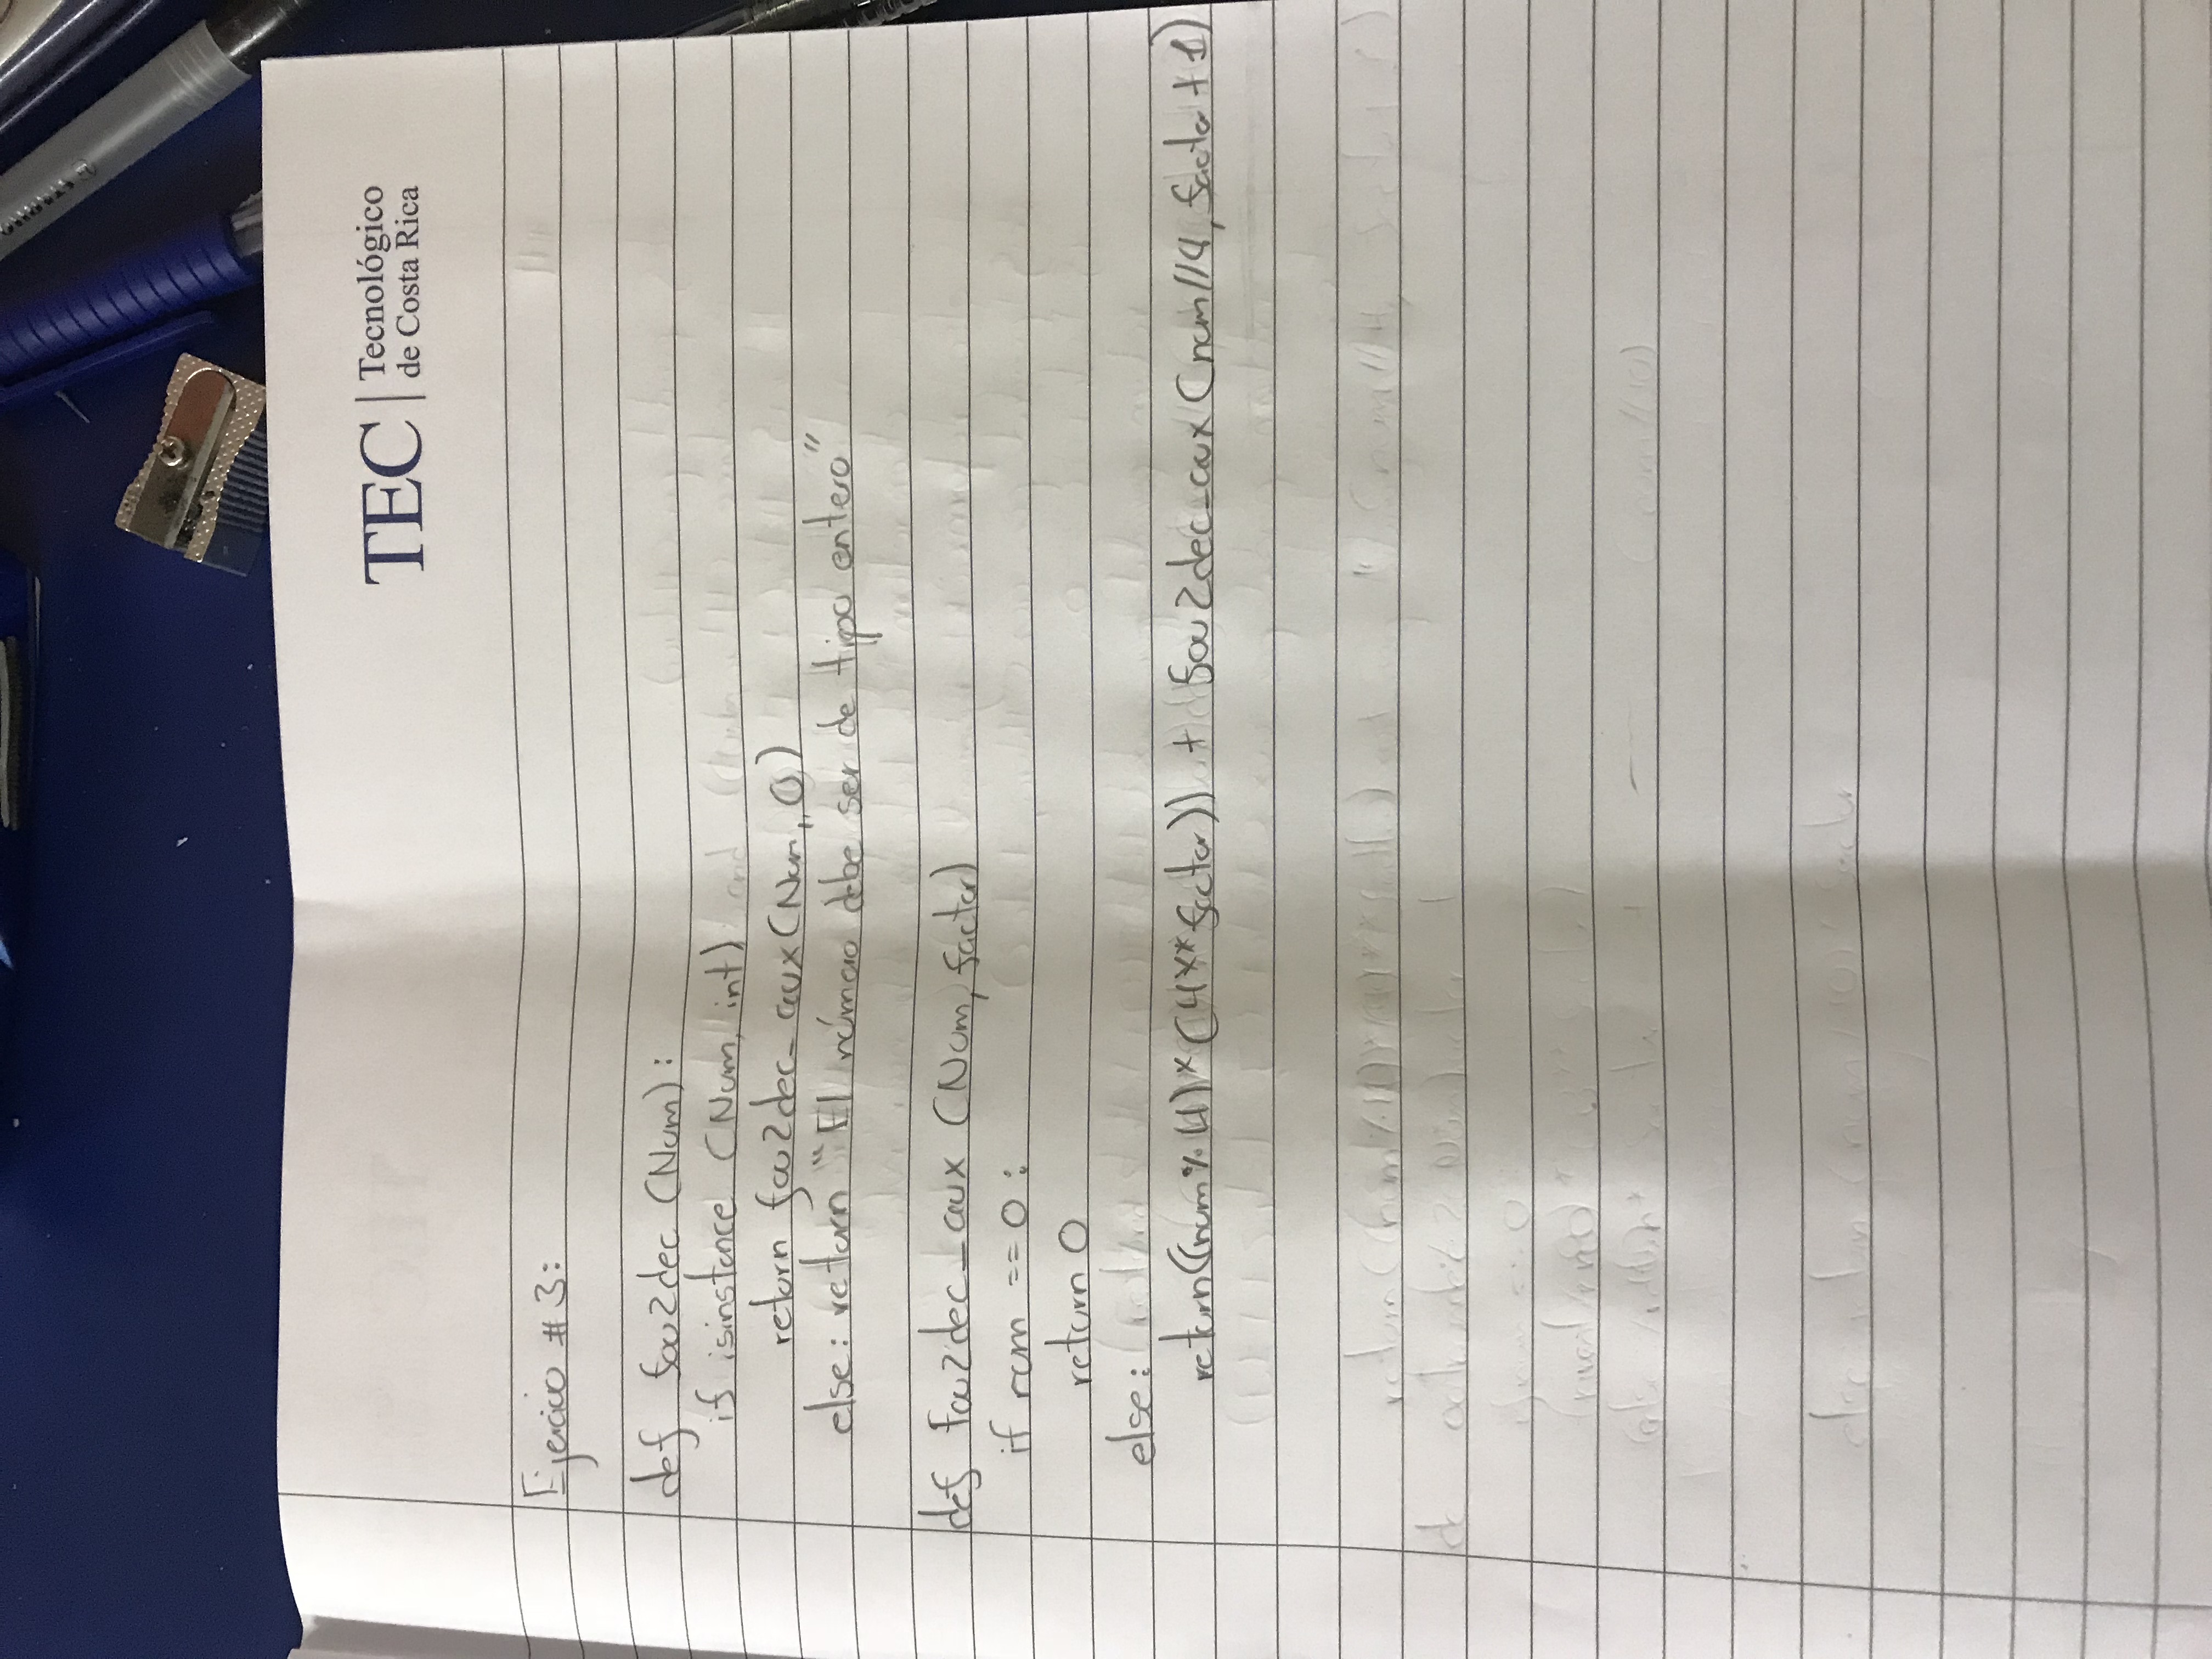 TEC | Tecnológico
de Costa Rica
Ejercicio # 3:
def fou2dec (Num):
if isinstance (Num, int)
return fou2dec_aux(Num, 0)
else: return "El número debe ser de tipo entero"
def fou2dec_aux (Num, factor)
if num == 0:
return 0
else:
return((num%4)*(4**factor)) + fou2dec_aux (num//4, factor + 1)